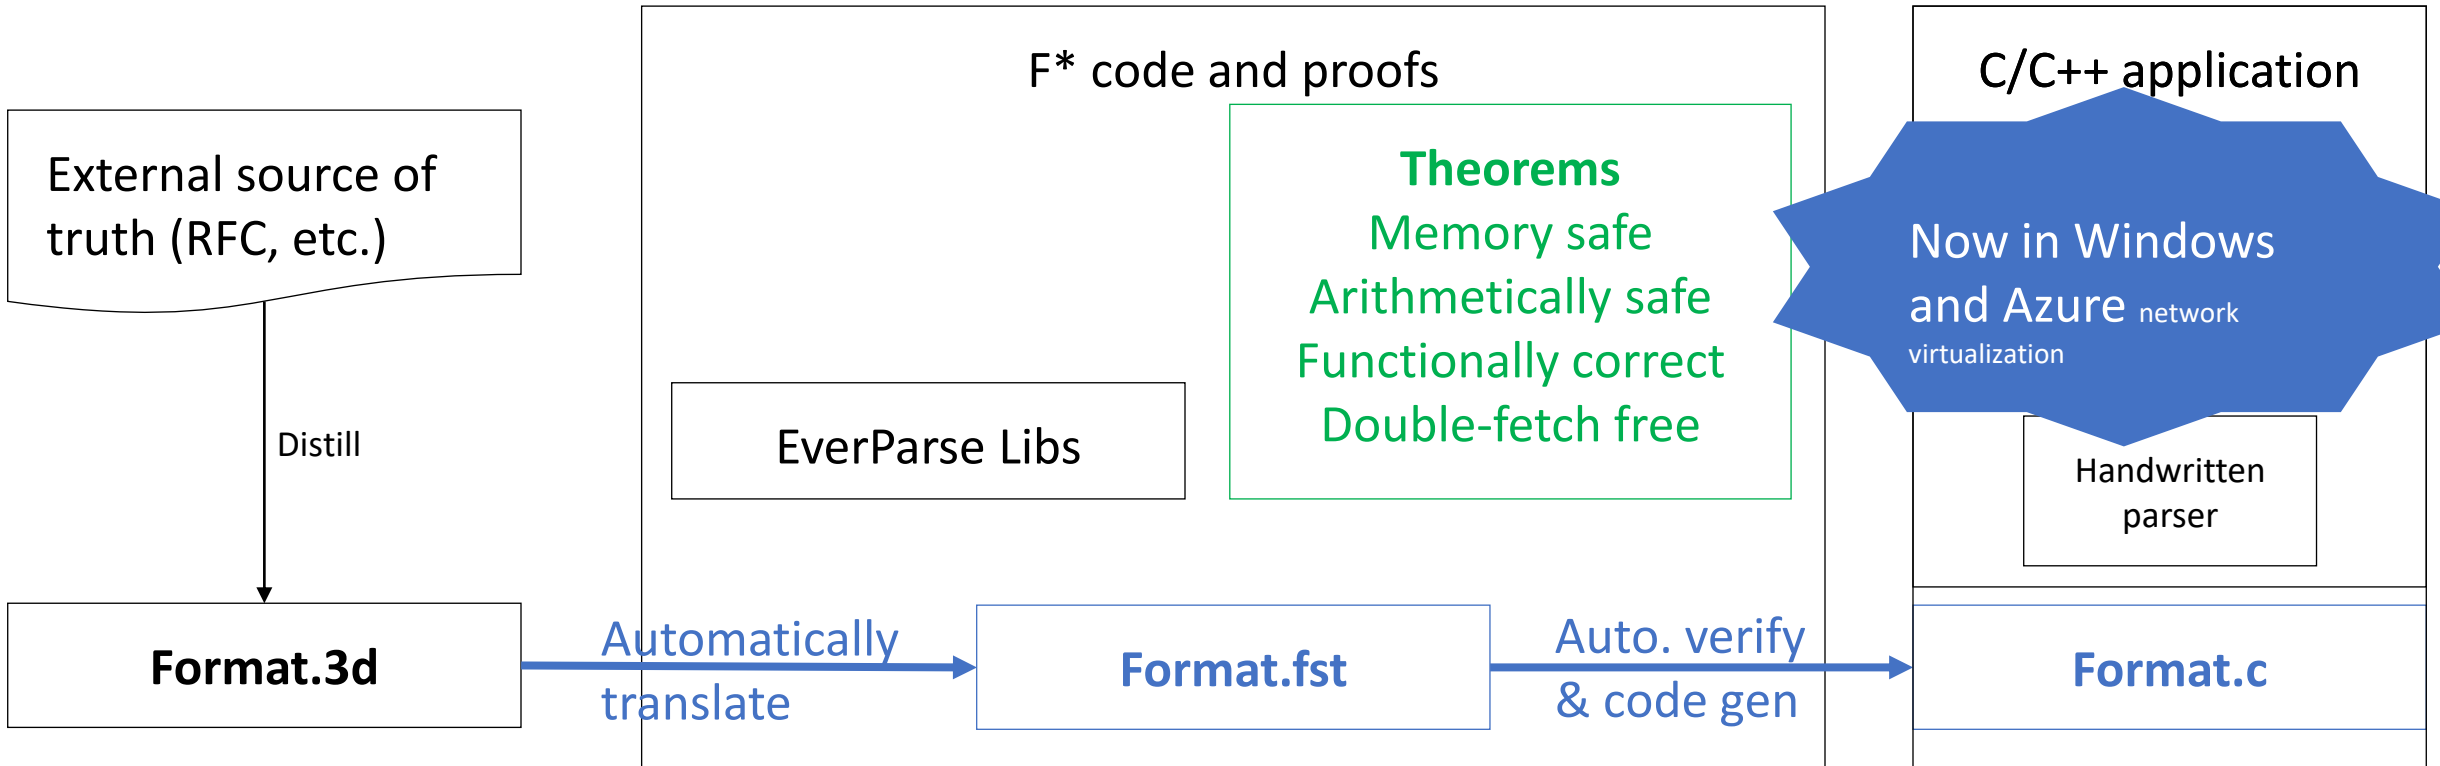 External source of
truth (RFC, etc.)
Distill
Format.3d
Automatically
translate
F* code and proofs
Theorems
Memory safe
Arithmetically safe
Functionally correct
Double-fetch free
EverParse Libs
Format.fst
Auto. verify
& code gen
C/C++ application
Now in Windows
and Azure network
virtualization
Handwritten
parser
Format.c